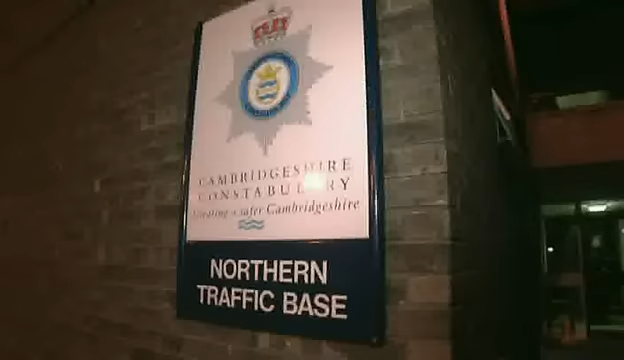 CAMBRIDGESHIRE
CONSTABULARY
Creating a safer Cambridgeshire
NORTHERN
TRAFFIC BASE